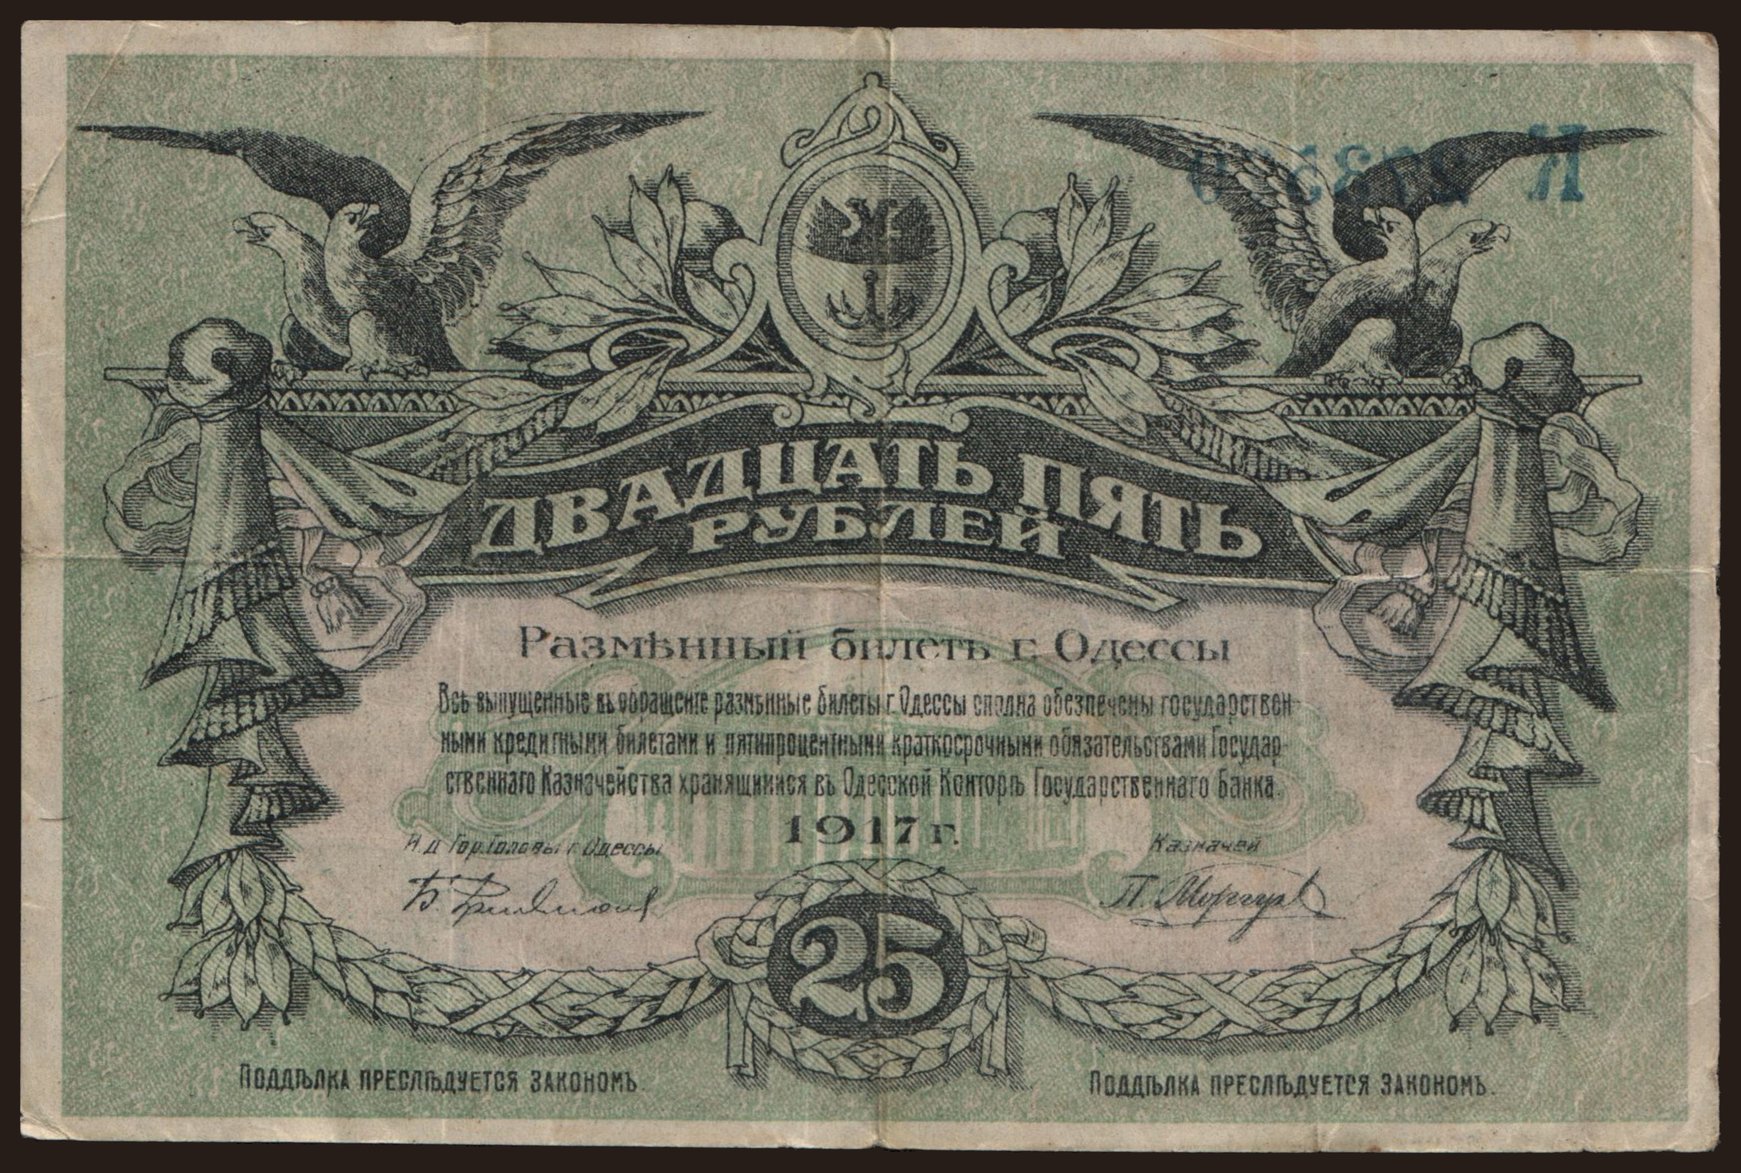 ДВАДЦАТЬ ПЯТЬ
РУБЛЕЙ
Размѣнный билетъ г. Одессы
Всѣ выпущенные въ обращенiе размѣнные билеты г. Одессы сполна обезпечены государствен-
ными кредитными билетами и пятипроцентными краткосрочными обязательствами Государ-
ственнаго Казначейства хранящимися въ Одесской Конторѣ Государственнаго Банка.
1917 г.
И.д. Гор. Головы г. Одессы
Казначей
25
Поддѣлка преслѣдуется закономъ.
Поддѣлка преслѣдуется закономъ.